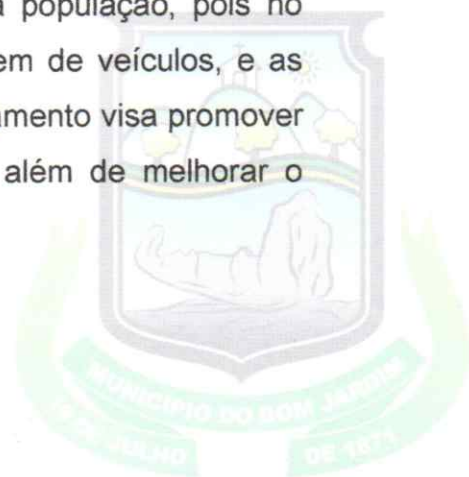 população, pois no
em de veículos, e as
amento visa promover
além de melhorar o
MUNICÍPIO DO BOM JARDIM
DE JULHO DE 1871